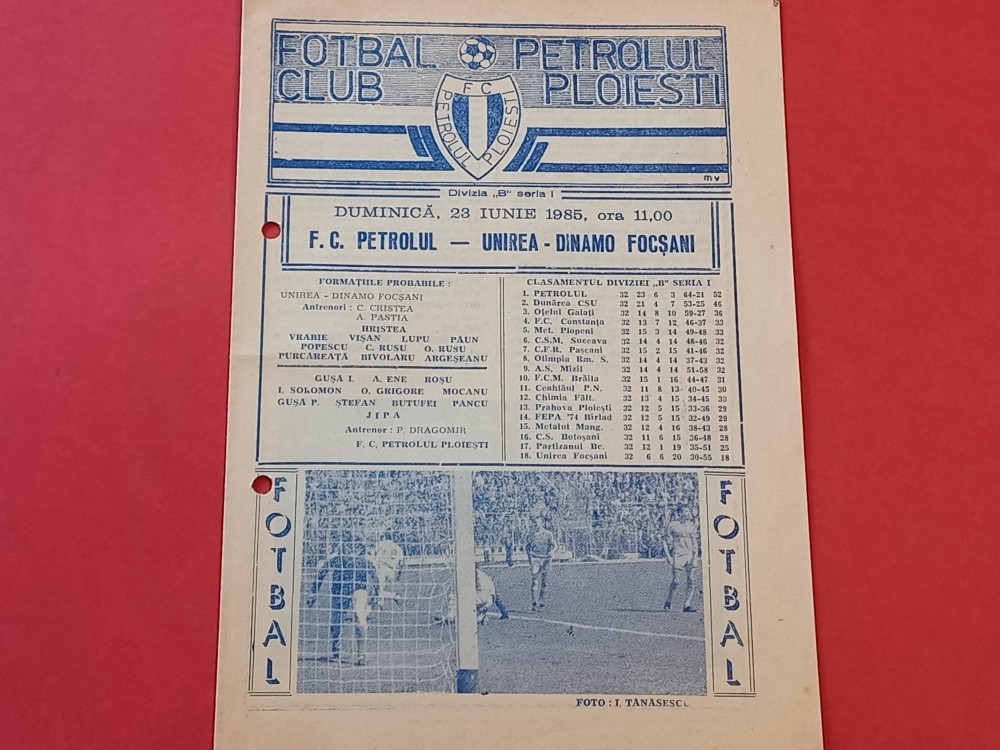 FOTBAL PETROLUL
CLUB PLOIESTI
F C
PETROLUL PLOIESTI
m v
Divizia „B" seria I
DUMINICĂ, 23 IUNIE 1985, ora 11,00
F. C. PETROLUL — UNIREA - DINAMO FOCȘANI
FORMAȚIILE PROBABILE :
UNIREA - DINAMO FOCȘANI
Antrenori : C. CRISTEA
A. PASTIA
HRISTEA
VRABIE VIȘAN LUPU PĂUN
POPESCU C. RUSU O. RUSU
PURCĂREAȚĂ BIVOLARU ARGEȘEANU
GUȘĂ I. A. ENE ROȘU
I. SOLOMON O. GRIGORE MOCANU
GUȘĂ P. ȘTEFAN BUTUFEI PANCU
JIPA
Antrenor : P. DRAGOMIR
F. C. PETROLUL PLOIEȘTI
CLASAMENTUL DIVIZIEI „B" SERIA I
1. PETROLUL 32 23 6 3 64-21 52
2. Dunărea CSU 32 21 4 7 53-25 46
3. Oțelul Galați 32 14 8 10 59-27 36
4. F.C. Constanța 32 13 7 12 46-37 33
5. Met. Plopeni 32 15 3 14 49-48 33
6. C.S.M. Suceava 32 14 4 14 48-46 32
7. C.F.R. Pașcani 32 15 2 15 41-46 32
8. Olimpia Rm. S. 32 14 4 14 37-43 32
9. A.S. Mizil 32 14 4 14 51-58 32
10. F.C.M. Brăila 32 15 1 16 44-47 31
11. Ceahlăul P.N. 32 11 8 13 40-45 30
12. Chimia Fălt. 32 13 4 15 34-45 30
13. Prahova Ploiești 32 12 5 15 33-36 29
14. FEPA '74 Bîrlad 32 12 5 15 32-49 29
15. Metalul Mang. 32 12 4 16 38-43 28
16. C.S. Botoșani 32 11 6 15 36-48 28
17. Partizanul Bc. 32 12 1 19 35-51 25
18. Unirea Focșani 32 6 6 20 30-55 18
FOTBAL
FOTBAL
FOTO : I. TĂNĂSESCU